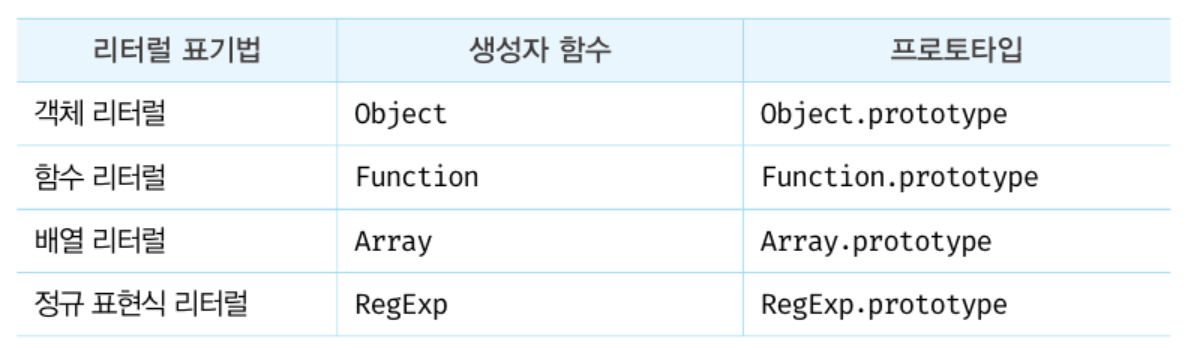 리터럴 표기법 생성자 함수 프로토타입
객체 리터럴 Object Object.prototype
함수 리터럴 Function Function.prototype
배열 리터럴 Array Array.prototype
정규 표현식 리터럴 RegExp RegExp.prototype